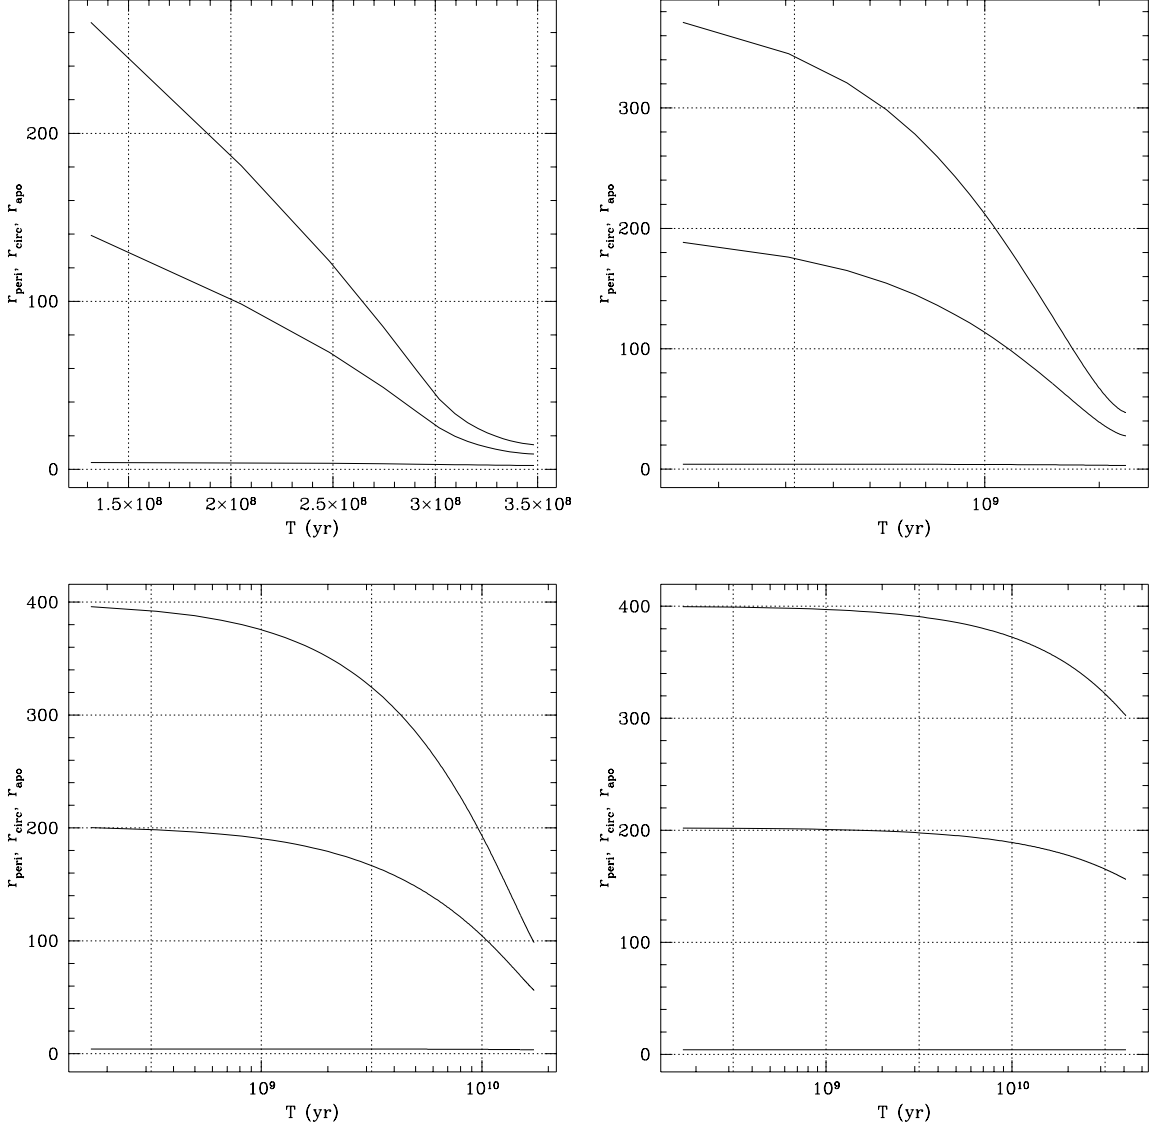 200
100
0
r_peri, r_circ, r_apo
1.5×10⁸ 2×10⁸ 2.5×10⁸ 3×10⁸ 3.5×10⁸
T (yr)
300
200
100
0
r_peri, r_circ, r_apo
10⁹
T (yr)
400
300
200
100
0
r_peri, r_circ, r_apo
10⁹ 10¹⁰
T (yr)
400
300
200
100
0
r_peri, r_circ, r_apo
10⁹ 10¹⁰
T (yr)